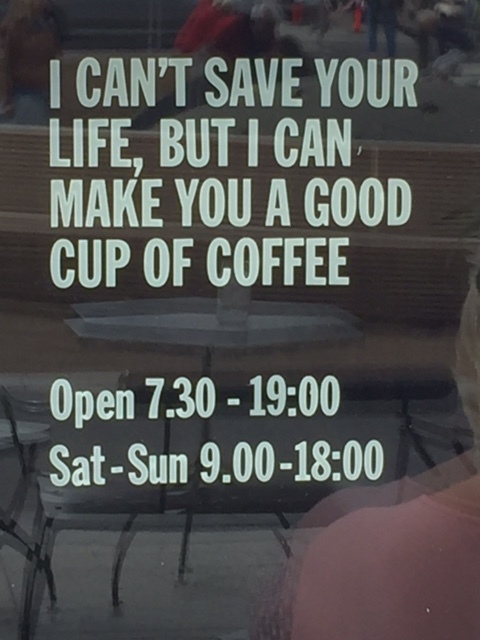 I CAN'T SAVE YOUR
LIFE, BUT I CAN
MAKE YOU A GOOD
CUP OF COFFEE
Open 7.30 - 19:00
Sat-Sun 9.00-18:00